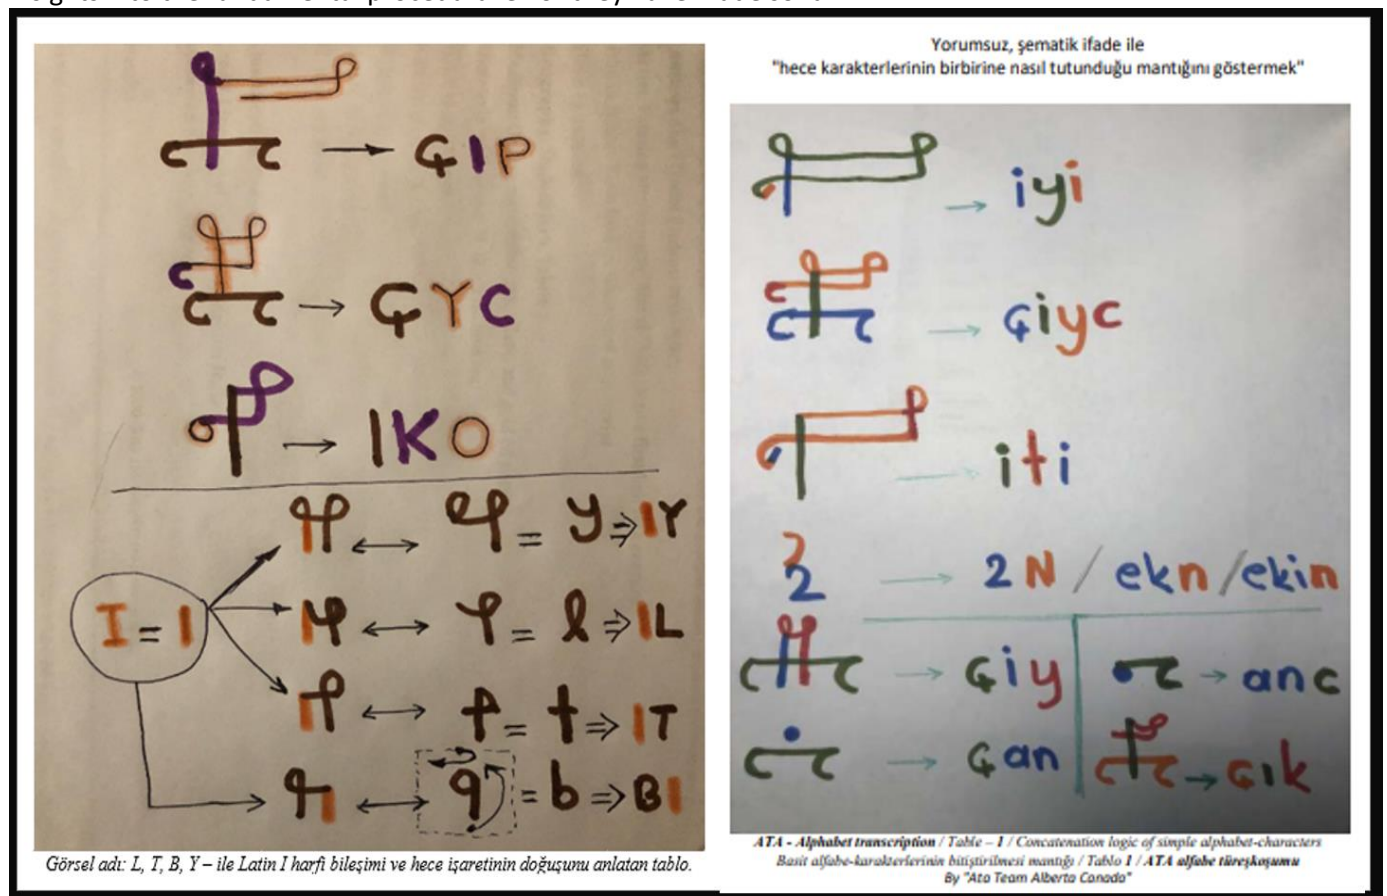 ÇIP
ÇYC
IKO
y ⇒ IY
I = I
= l ⇒ IL
= t ⇒ IT
= b ⇒ BI
Görsel adı: L, T, B, Y – ile Latin I harfi bileşimi ve hece işaretinin doğuşunu anlatan tablo.
Yorumsuz, şematik ifade ile
"hece karakterlerinin birbirine nasıl tutunduğu mantığını göstermek"
iyi
çiyc
iti
2N / ekn / ekin
çiy
anc
çan
çık
ATA - Alphabet transcription / Table – 1 / Concatenation logic of simple alphabet-characters
Basit alfabe-karakterlerinin bitiştirilmesi mantığı / Tablo 1 / ATA alfabe türeşkoşumu
By "Ata Team Alberta Canada"